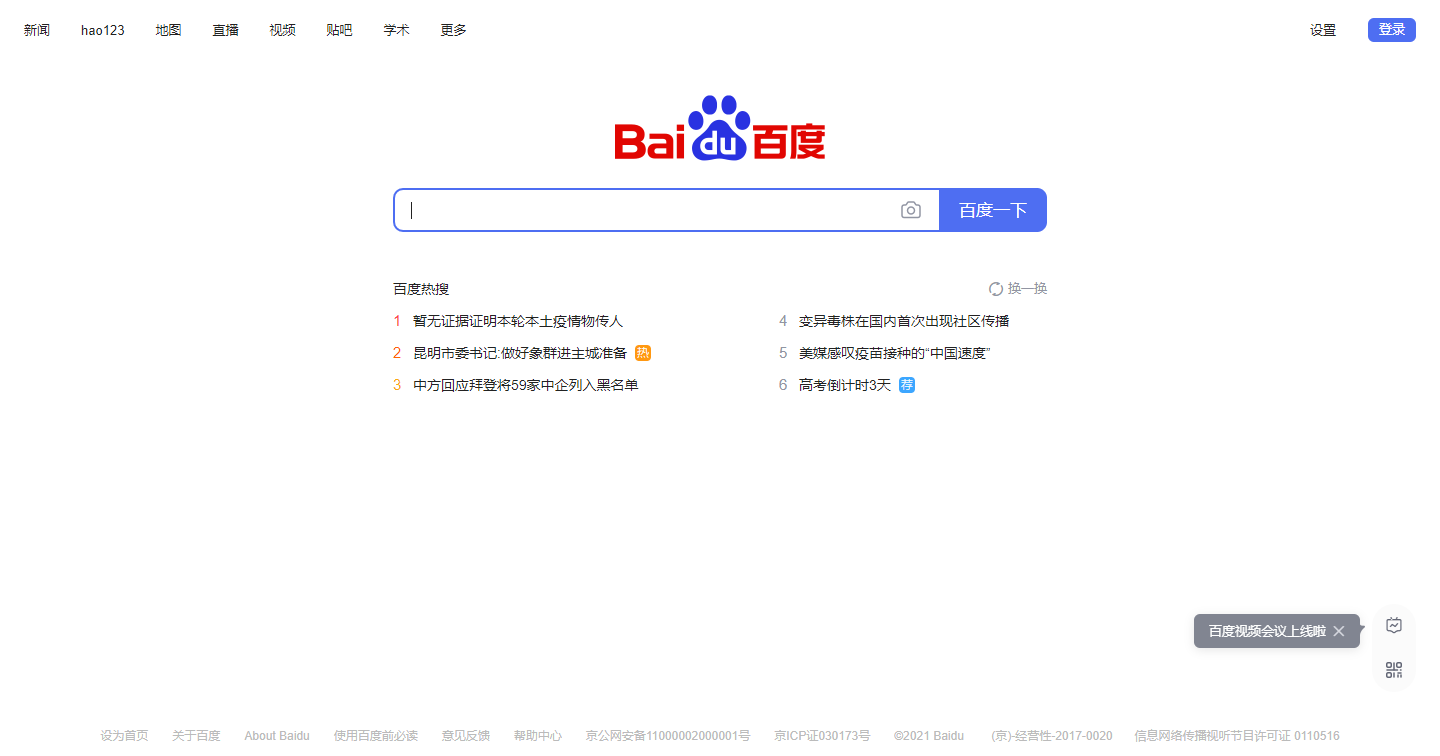 新闻 hao123 地图 直播 视频 贴吧 学术 更多 设置 登录
Bai du 百度
百度一下
百度热搜 换一换
1 暂无证据证明本轮本土疫情物传人
2 昆明市委书记:做好象群进主城准备 热
3 中方回应拜登将59家中企列入黑名单
4 变异毒株在国内首次出现社区传播
5 美媒感叹疫苗接种的“中国速度”
6 高考倒计时3天 荐
百度视频会议上线啦
设为首页 关于百度 About Baidu 使用百度前必读 意见反馈 帮助中心 京公网安备11000002000001号 京ICP证030173号 ©2021 Baidu (京)-经营性-2017-0020 信息网络传播视听节目许可证 0110516